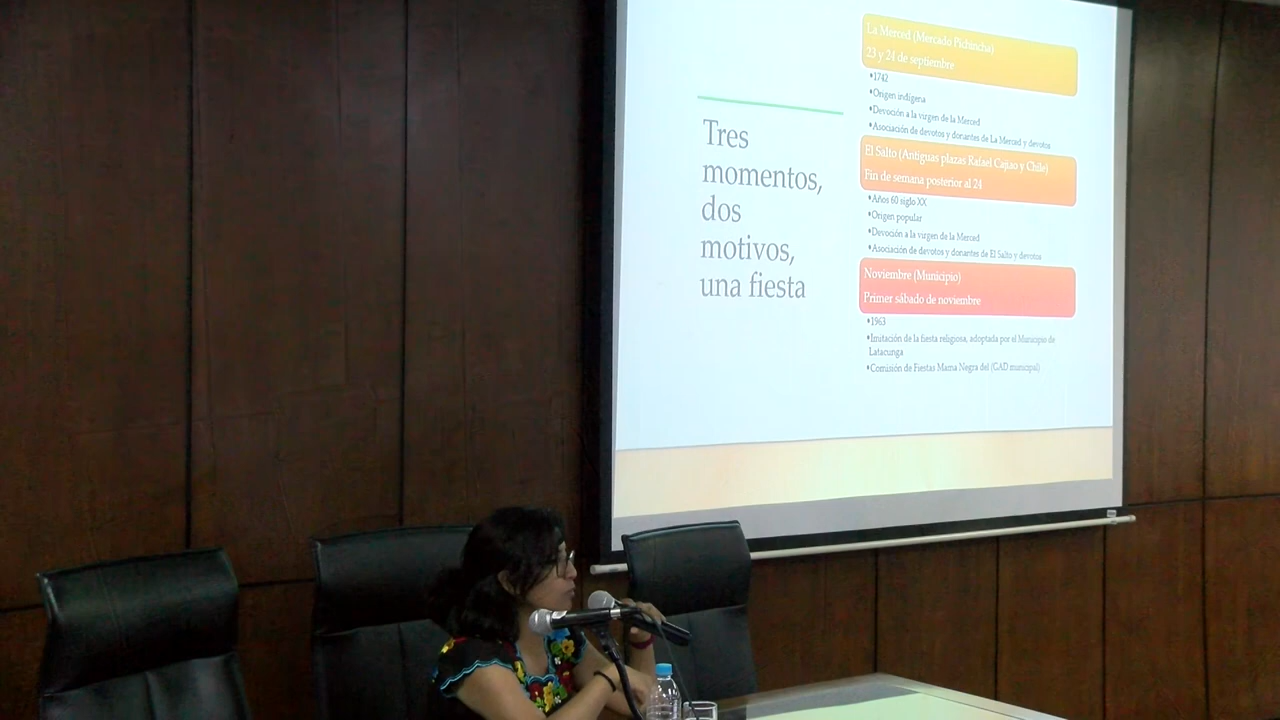 Tres
momentos,
dos
motivos,
una fiesta
La Merced (Mercado Pichincha)
23 y 24 de septiembre
•1742
•Origen indígena
•Devoción a la virgen de la Merced
•Asociación de devotos y donantes de La Merced y devotos
El Salto (Antiguas plazas Rafael Cajiao y Chile)
Fin de semana posterior al 24
•Años 60 siglo XX
•Origen popular
•Devoción a la virgen de la Merced
•Asociación de devotos y donantes de El Salto y devotos
Noviembre (Municipio)
Primer sábado de noviembre
•1963
•Imitación de la fiesta religiosa, adoptada por el Municipio de
Latacunga
•Comisión de Fiestas Mama Negra del (GAD municipal)